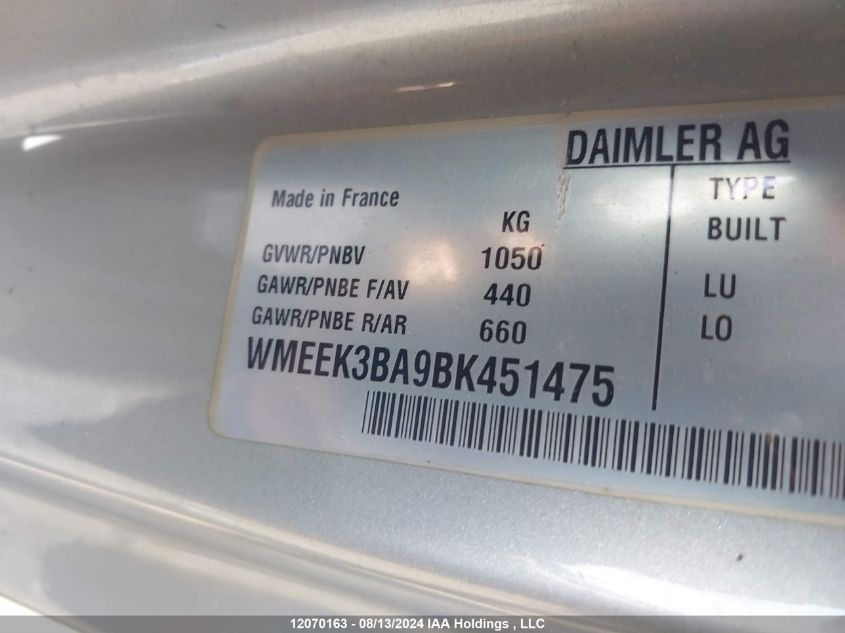 DAIMLER AG
Made in France
KG
GVWR/PNBV 1050
GAWR/PNBE F/AV 440
GAWR/PNBE R/AR 660
WMEEK3BA9BK451475
TYPE
BUILT
LU
LO
12070163 - 08/13/2024 IAA Holdings , LLC